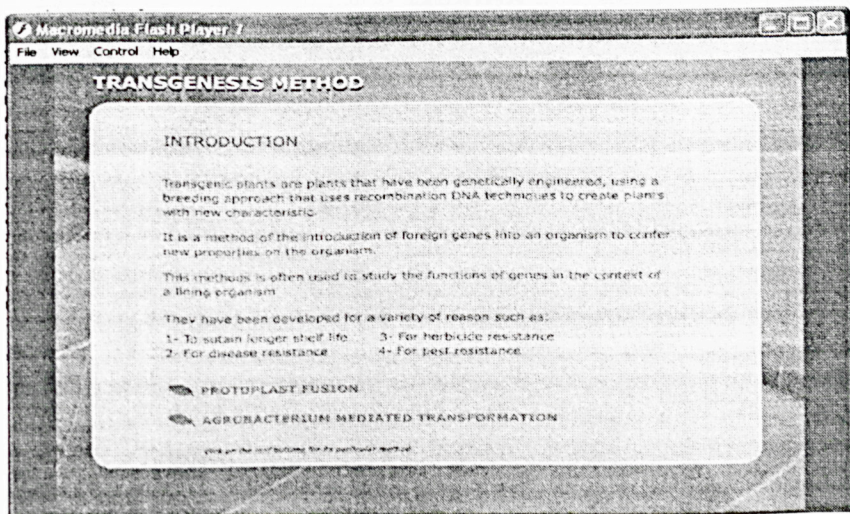 Macromedia Flash Player 7
File View Control Help
TRANSGENESIS METHOD
INTRODUCTION
Transgenic plants are plants that have been genetically engineered, using a
breeding approach that uses recombination DNA techniques to create plants
with new characteristic.
It is a method of the introduction of foreign genes into an organism to confer
new properties on the organism.
This methods is often used to study the functions of genes in the context of
a lining organism
They have been developed for a variety of reason such as:
1- To sutain longer shelf life 3- For herbicide resistance
2- For disease resistance 4- For pest resistance
PROTOPLAST FUSION
AGROBACTERIUM MEDIATED TRANSFORMATION